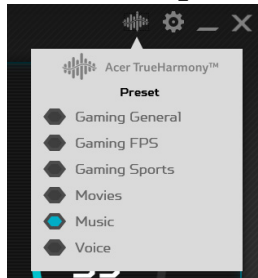 Acer TrueHarmony™
Preset
Gaming General
Gaming FPS
Gaming Sports
Movies
Music
Voice